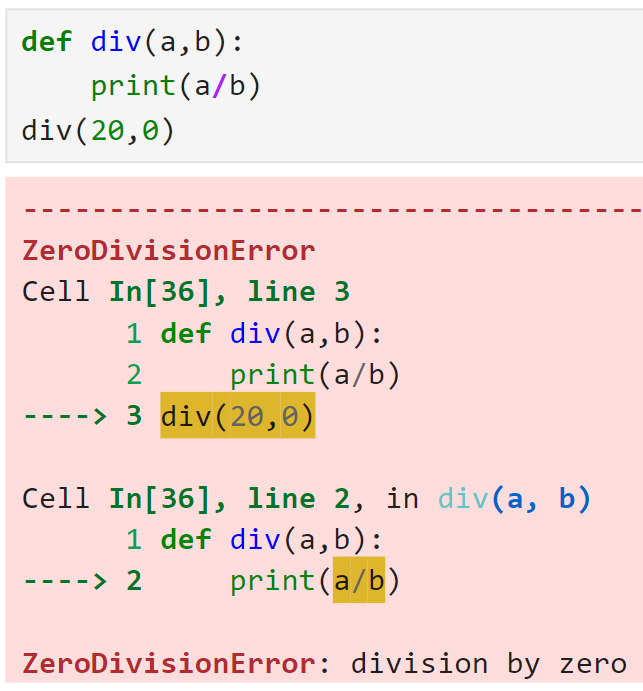 def div(a,b):
    print(a/b)
div(20,0)
---------------------------------------
ZeroDivisionError
Cell In[36], line 3
      1 def div(a,b):
      2     print(a/b)
----> 3 div(20,0)
Cell In[36], line 2, in div(a, b)
      1 def div(a,b):
----> 2     print(a/b)
ZeroDivisionError: division by zero